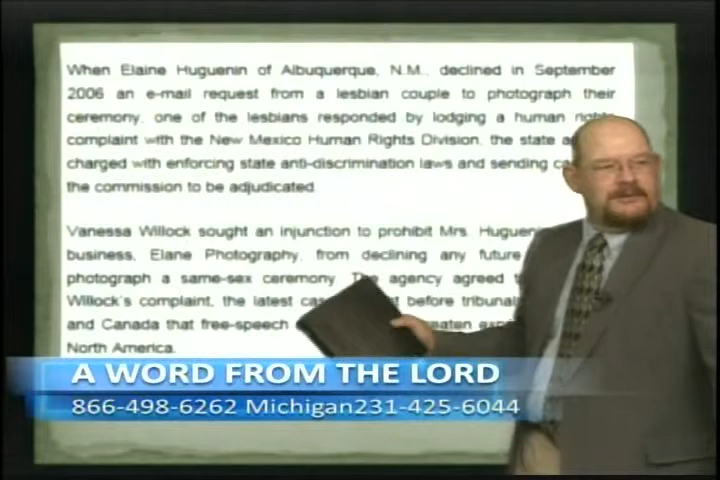 When Elaine Huguenin of Albuquerque, N.M., declined in September
2006 an e-mail request from a lesbian couple to photograph their
ceremony, one of the lesbians responded by lodging a human
complaint with the New Mexico Human Rights Division, the state
charged with enforcing state anti-discrimination laws and sending
the commission to be adjudicated.
Vanessa Willock sought an injunction to prohibit Mrs.
business, Elane Photography, from declining any future
photograph a same-sex ceremony. The agency agreed
Willock's complaint, the latest before tribunals
and Canada that free-speech
North America.
A WORD FROM THE LORD
866-498-6262 Michigan231-425-6044